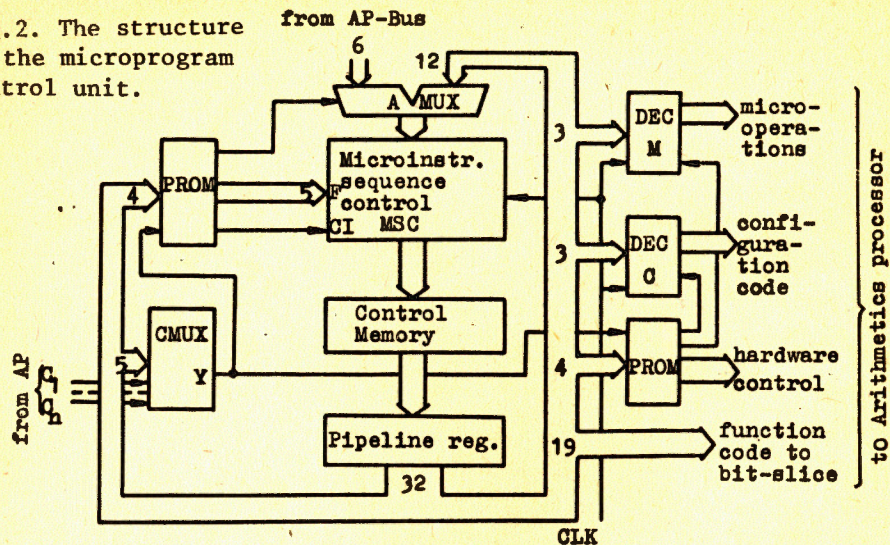 .2. The structure
the microprogram
trol unit.
from AP-Bus
6
12
A MUX
PROM
4
5
F
CI
Microinstr.
sequence
control
MSC
Control
Memory
CMUX
Y
5
from AP
C1
Cn
Pipeline reg.
32
3
DEC
M
micro-
opera-
tions
3
DEC
C
confi-
gura-
tion
code
4
PROM
hardware
control
19
function
code to
bit-slice
CLK
to Arithmetics processor